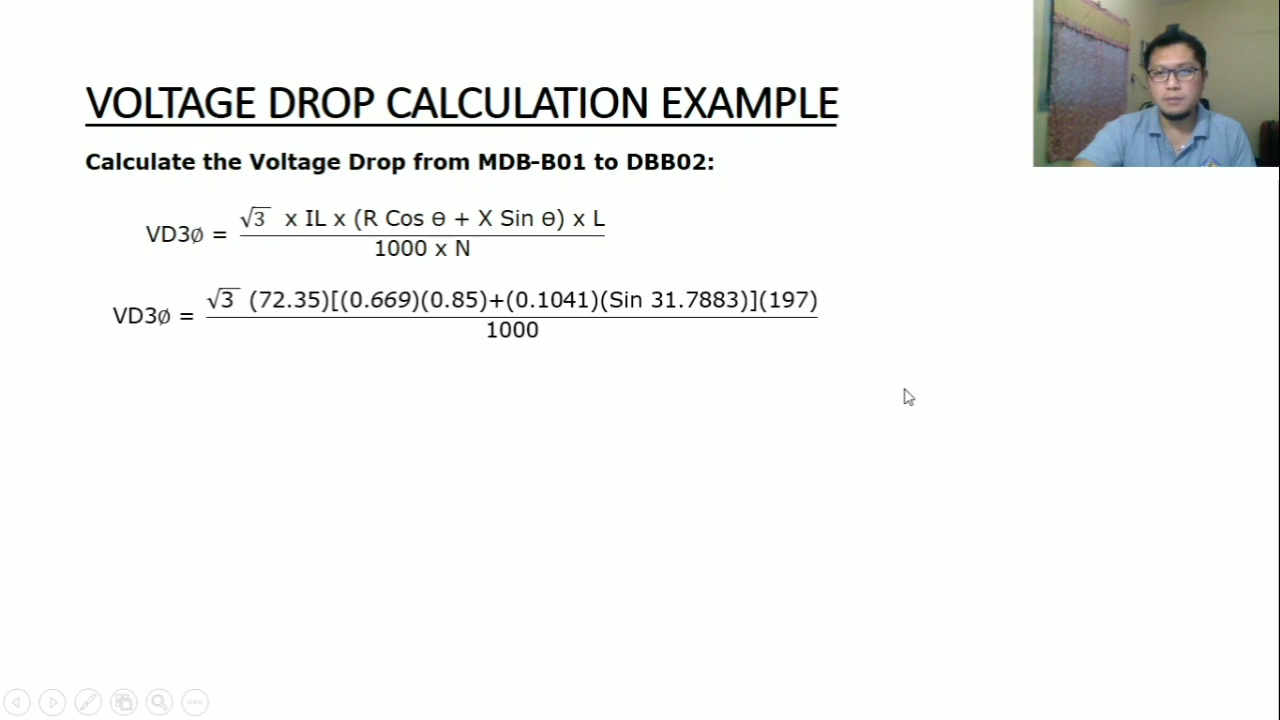 VOLTAGE DROP CALCULATION EXAMPLE
Calculate the Voltage Drop from MDB-B01 to DBB02:
VD3ø = √3 x IL x (R Cos ө + X Sin ө) x L
1000 x N
VD3ø = √3 (72.35)[(0.669)(0.85)+(0.1041)(Sin 31.7883)](197)
1000